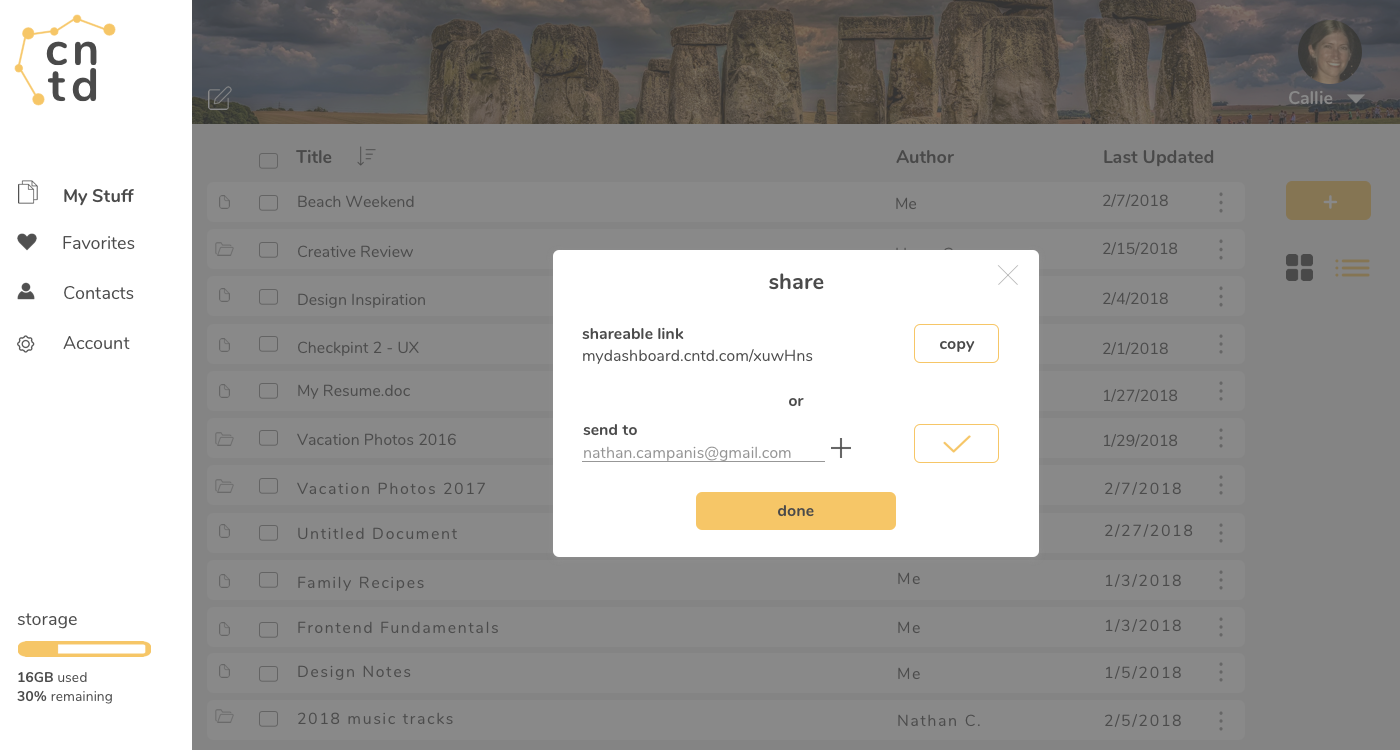 cn
td
My Stuff
Favorites
Contacts
Account
storage
16GB used
30% remaining
Callie
Title Author Last Updated
Beach Weekend Me 2/7/2018
Creative Review 2/15/2018
Design Inspiration 2/4/2018
Checkpint 2 - UX 2/1/2018
My Resume.doc 1/27/2018
Vacation Photos 2016 1/29/2018
Vacation Photos 2017 2/7/2018
Untitled Document 2/27/2018
Family Recipes Me 1/3/2018
Frontend Fundamentals Me 1/3/2018
Design Notes Me 1/5/2018
2018 music tracks Nathan C. 2/5/2018
+
share
shareable link
mydashboard.cntd.com/xuwHns
copy
or
send to
nathan.campanis@gmail.com
done